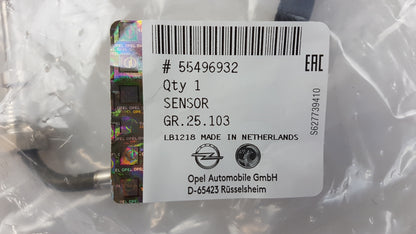 # 55496932
Qty 1
SENSOR
GR.25.103
LB1218 MADE IN NETHERLANDS
Opel Automobile GmbH
D-65423 Rüsselsheim
EAC
S627739410